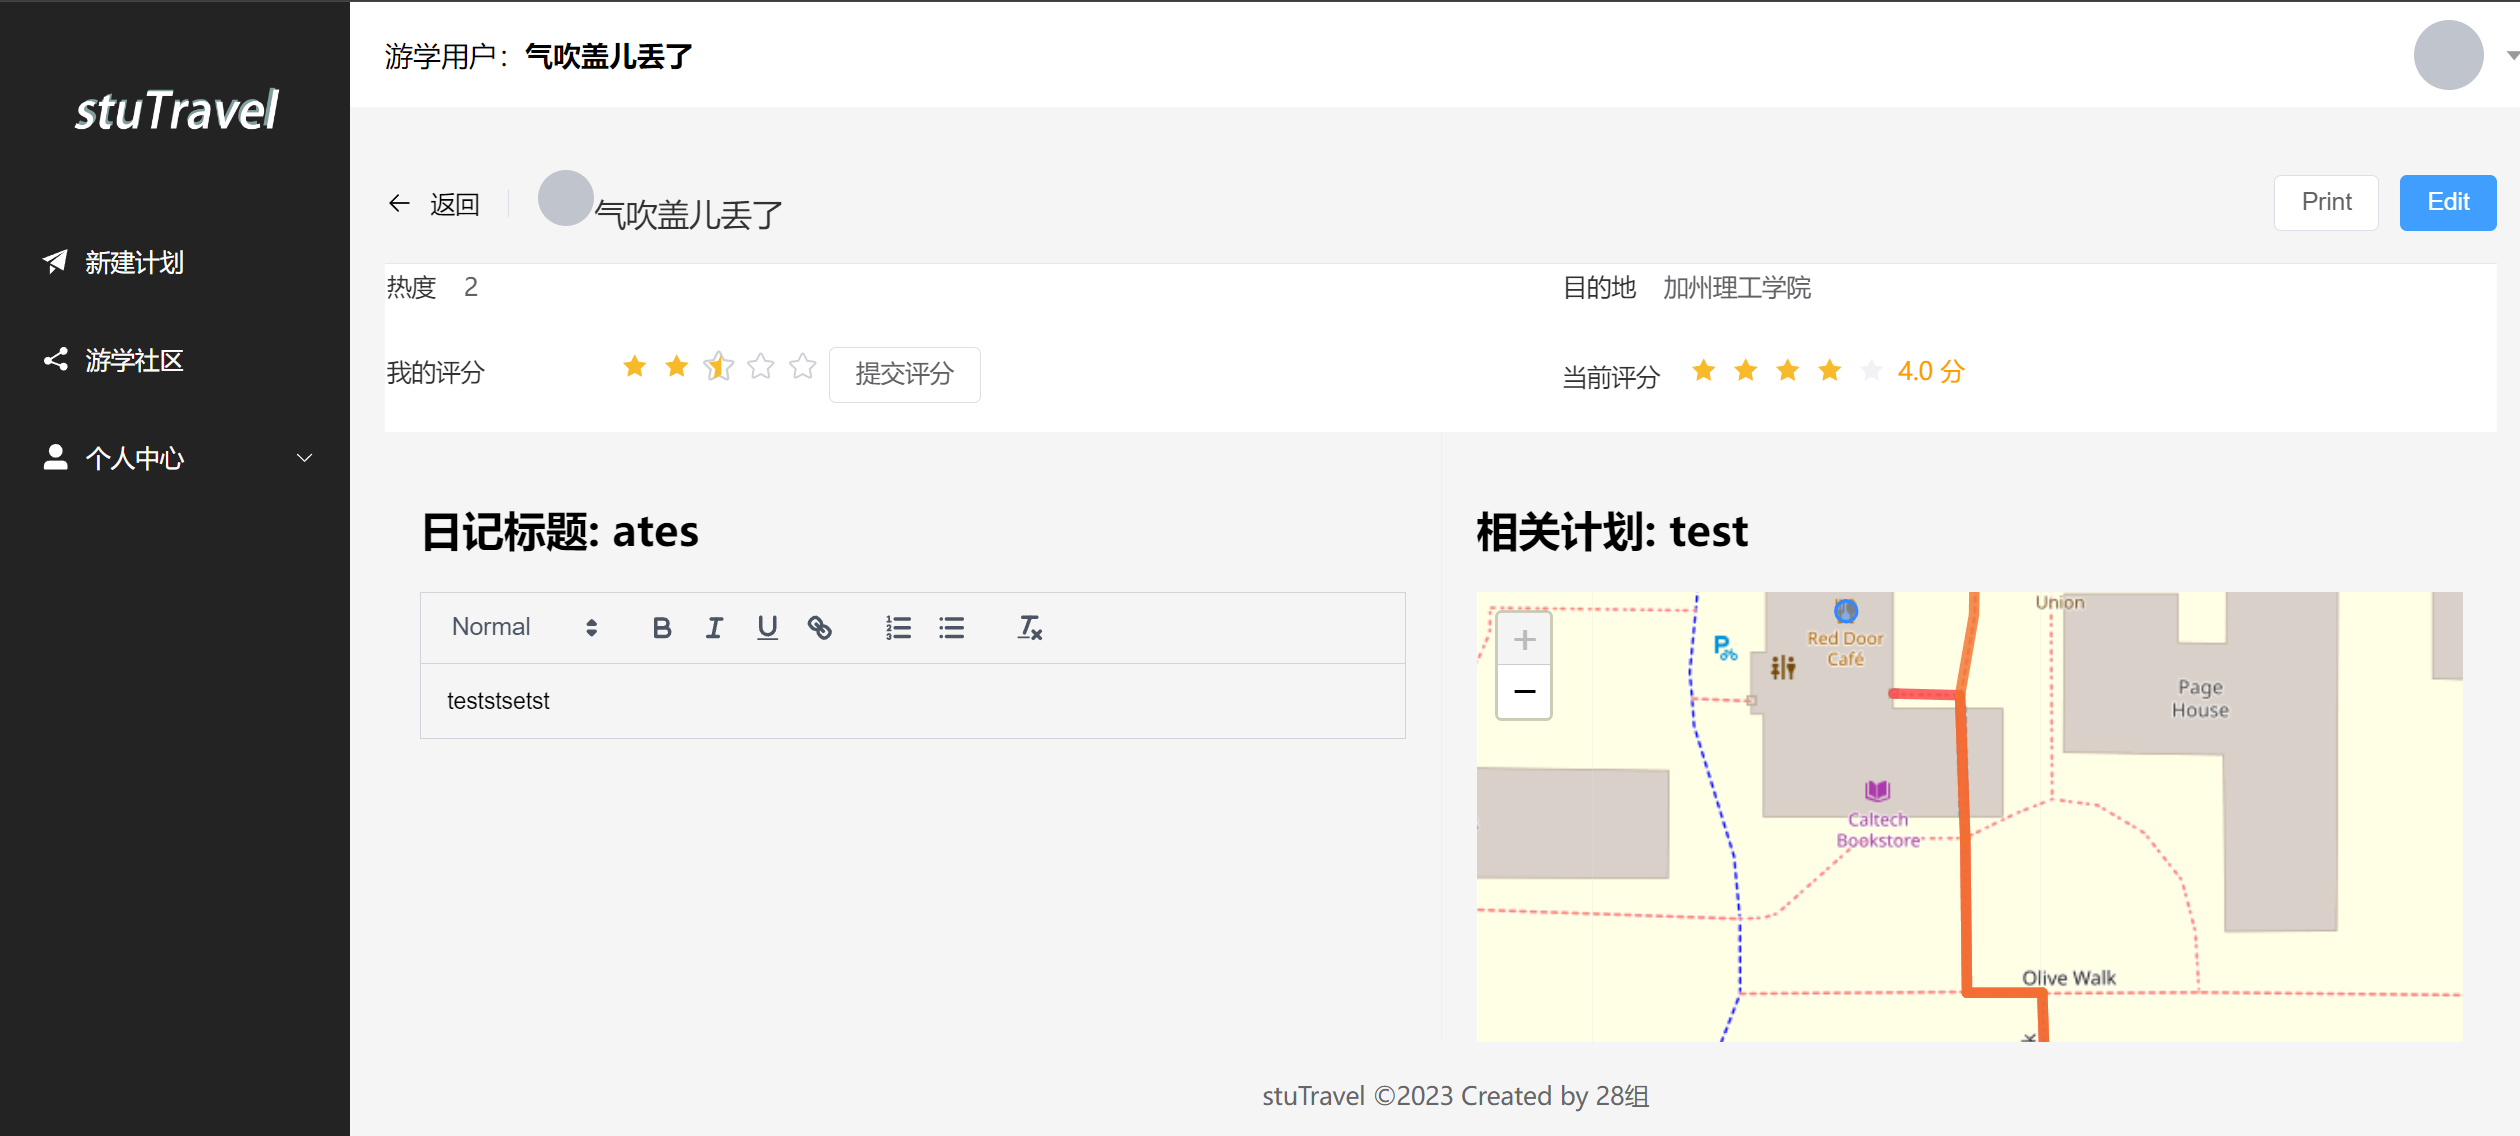 stuTravel
新建计划
游学社区
个人中心
游学用户：气吹盖儿丢了
返回
气吹盖儿丢了
Print
Edit
热度 2
目的地 加州理工学院
我的评分
提交评分
当前评分
4.0 分
日记标题: ates
Normal
teststsetst
相关计划: test
+
−
P
Red Door
Café
Union
Page
House
Caltech
Bookstore
Olive Walk
stuTravel ©2023 Created by 28组